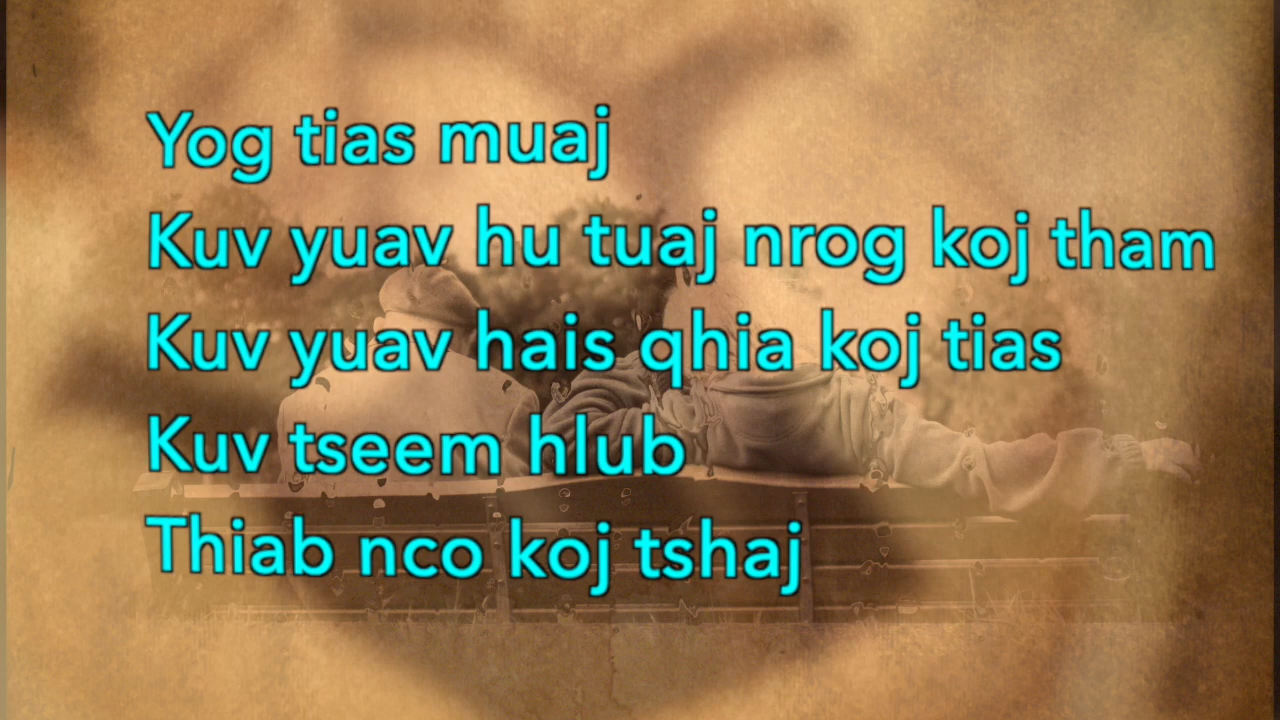 Yog tias muaj
Kuv yuav hu tuaj nrog koj tham
Kuv yuav hais qhia koj tias
Kuv tseem hlub
Thiab nco koj tshaj